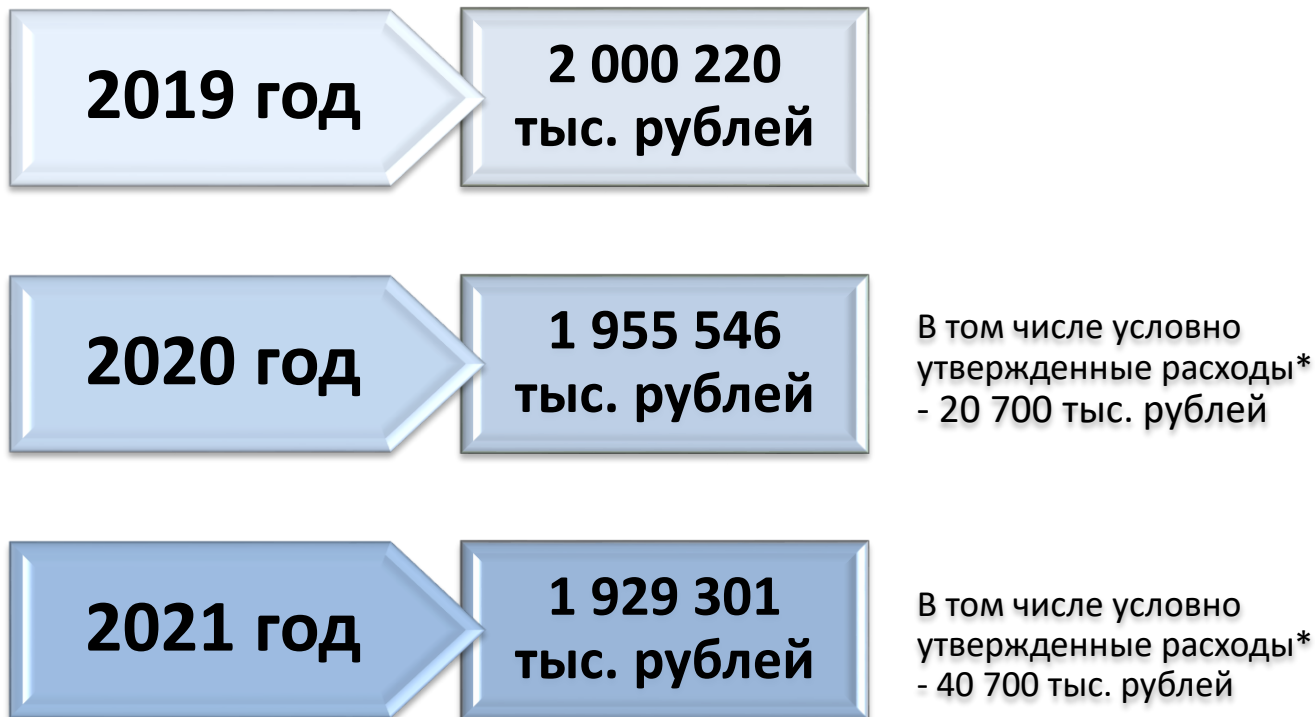 2019 год
2 000 220
тыс. рублей
2020 год
1 955 546
тыс. рублей
В том числе условно
утвержденные расходы*
- 20 700 тыс. рублей
2021 год
1 929 301
тыс. рублей
В том числе условно
утвержденные расходы*
- 40 700 тыс. рублей